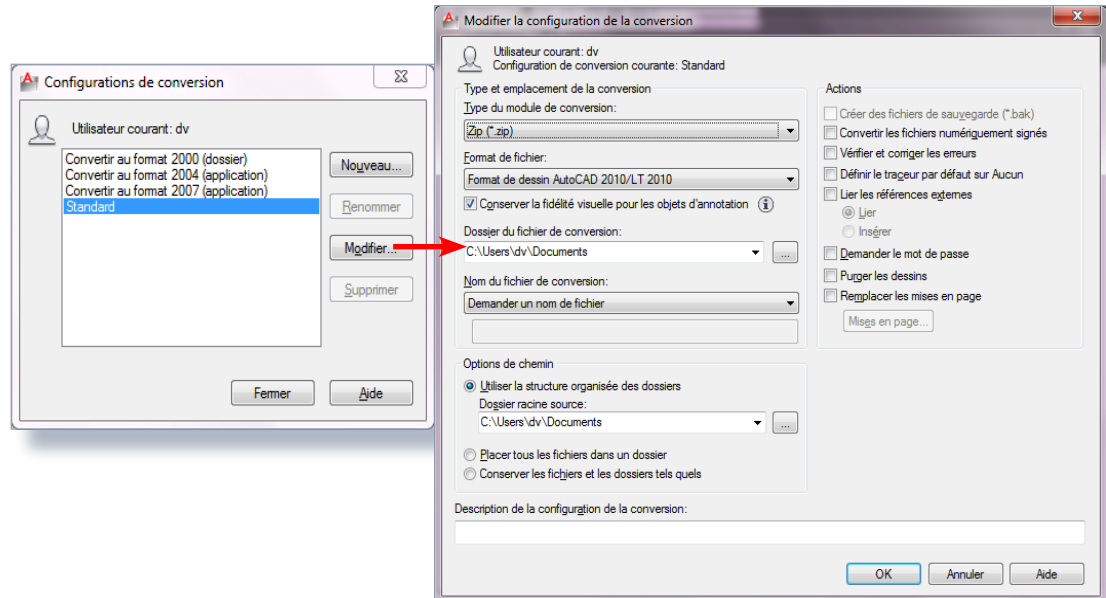 Configurations de conversion
Utilisateur courant: dv
Convertir au format 2000 (dossier)
Convertir au format 2004 (application)
Convertir au format 2007 (application)
Standard
Nouveau...
Renommer
Modifier...
Supprimer
Fermer
Aide
Modifier la configuration de la conversion
Utilisateur courant: dv
Configuration de conversion courante: Standard
Type et emplacement de la conversion
Type du module de conversion:
Zip (*.zip)
Format de fichier:
Format de dessin AutoCAD 2010/LT 2010
Conserver la fidélité visuelle pour les objets d'annotation
Dossier du fichier de conversion:
C:\Users\dv\Documents
...
Nom du fichier de conversion:
Demander un nom de fichier
Options de chemin
Utiliser la structure organisée des dossiers
Dossier racine source:
C:\Users\dv\Documents
...
Placer tous les fichiers dans un dossier
Conserver les fichiers et les dossiers tels quels
Actions
Créer des fichiers de sauvegarde (*.bak)
Convertir les fichiers numériquement signés
Vérifier et corriger les erreurs
Définir le traceur par défaut sur Aucun
Lier les références externes
Lier
Insérer
Demander le mot de passe
Purger les dessins
Remplacer les mises en page
Mises en page...
Description de la configuration de la conversion:
OK
Annuler
Aide